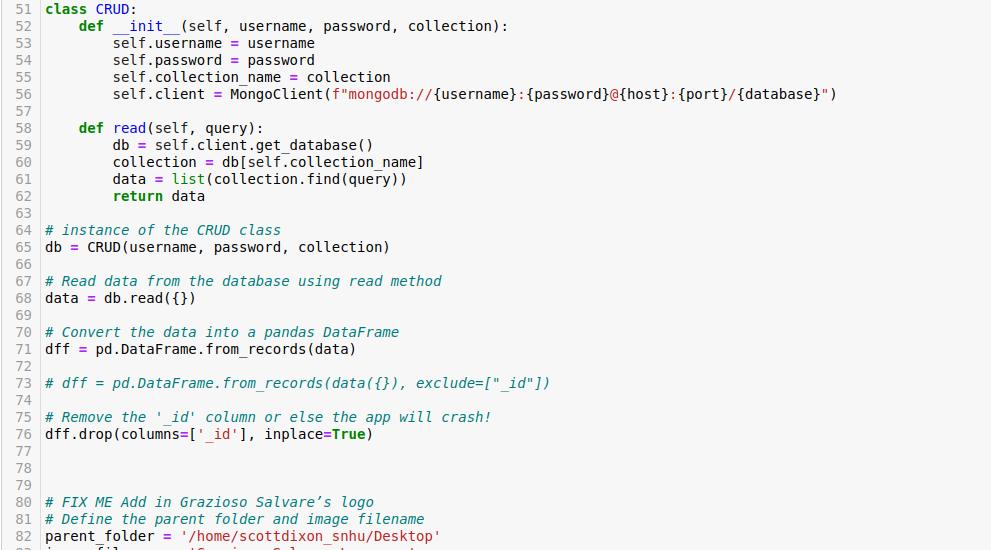 51 class CRUD:
52     def __init__(self, username, password, collection):
53         self.username = username
54         self.password = password
55         self.collection_name = collection
56         self.client = MongoClient(f"mongodb://{username}:{password}@{host}:{port}/{database}")
57
58     def read(self, query):
59         db = self.client.get_database()
60         collection = db[self.collection_name]
61         data = list(collection.find(query))
62         return data
63
64 # instance of the CRUD class
65 db = CRUD(username, password, collection)
66
67 # Read data from the database using read method
68 data = db.read({})
69
70 # Convert the data into a pandas DataFrame
71 dff = pd.DataFrame.from_records(data)
72
73 # dff = pd.DataFrame.from_records(data({}), exclude=["_id"])
74
75 # Remove the '_id' column or else the app will crash!
76 dff.drop(columns=['_id'], inplace=True)
77
78
79
80 # FIX ME Add in Grazioso Salvare’s logo
81 # Define the parent folder and image filename
82 parent_folder = '/home/scottdixon_snhu/Desktop'